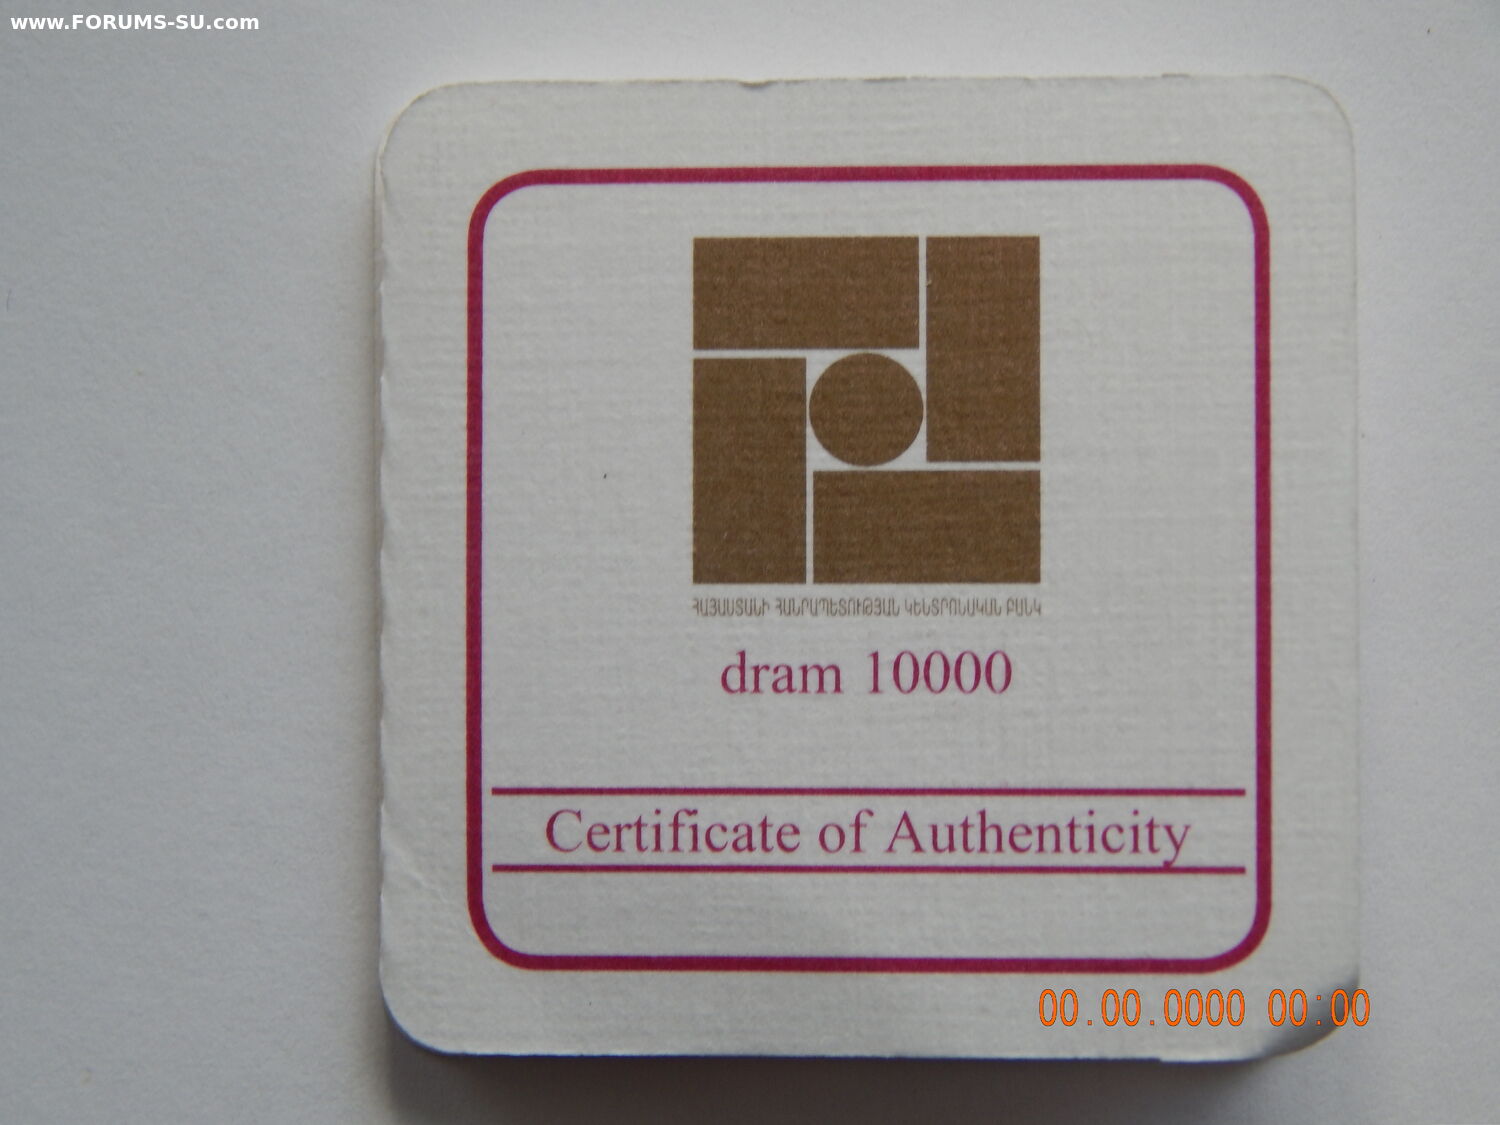 www.FORUMS-SU.com
ՀԱՅԱՍՏԱՆԻ ՀԱՆՐԱՊԵՏՈՒԹՅԱՆ ԿԵՆՏՐՈՆԱԿԱՆ ԲԱՆԿ
dram 10000
Certificate of Authenticity
00.00.0000 00:00